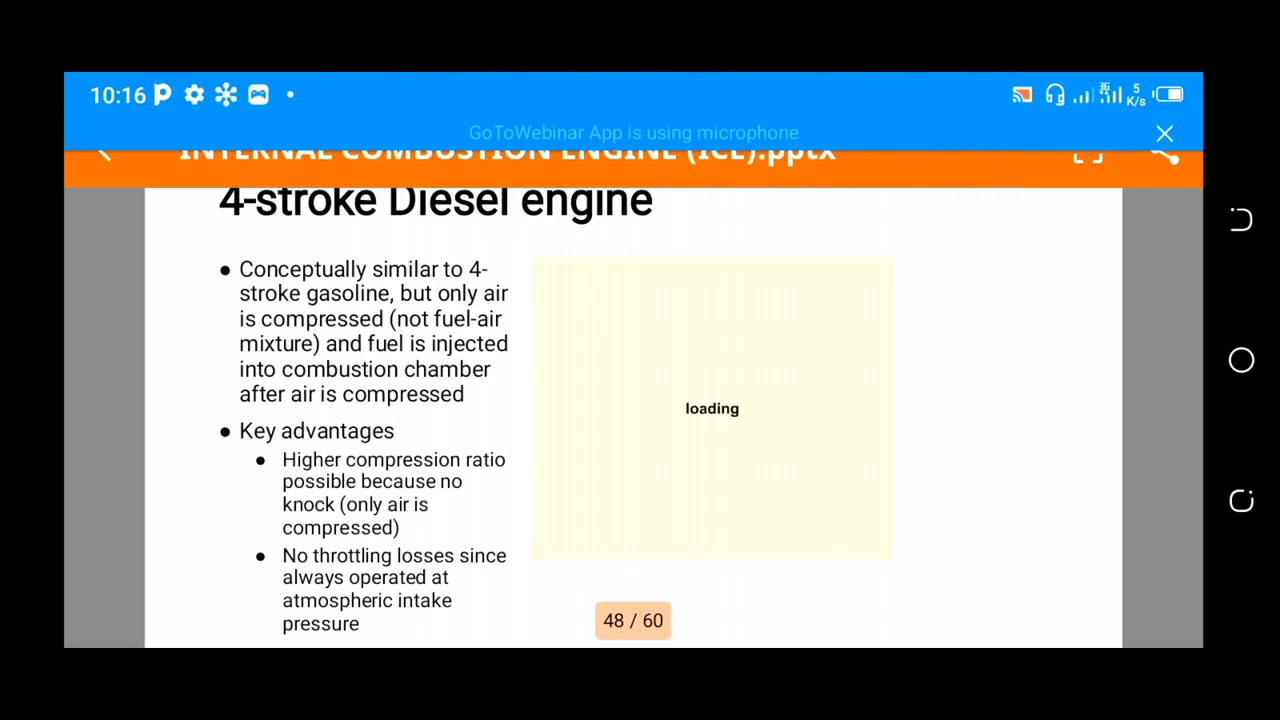 10:16
5
K/s
GoToWebinar App is using microphone
INTERNAL COMBUSTION ENGINE (ICE).pptx
4-stroke Diesel engine
● Conceptually similar to 4-
stroke gasoline, but only air
is compressed (not fuel-air
mixture) and fuel is injected
into combustion chamber
after air is compressed
● Key advantages
● Higher compression ratio
possible because no
knock (only air is
compressed)
● No throttling losses since
always operated at
atmospheric intake
pressure
loading
48 / 60